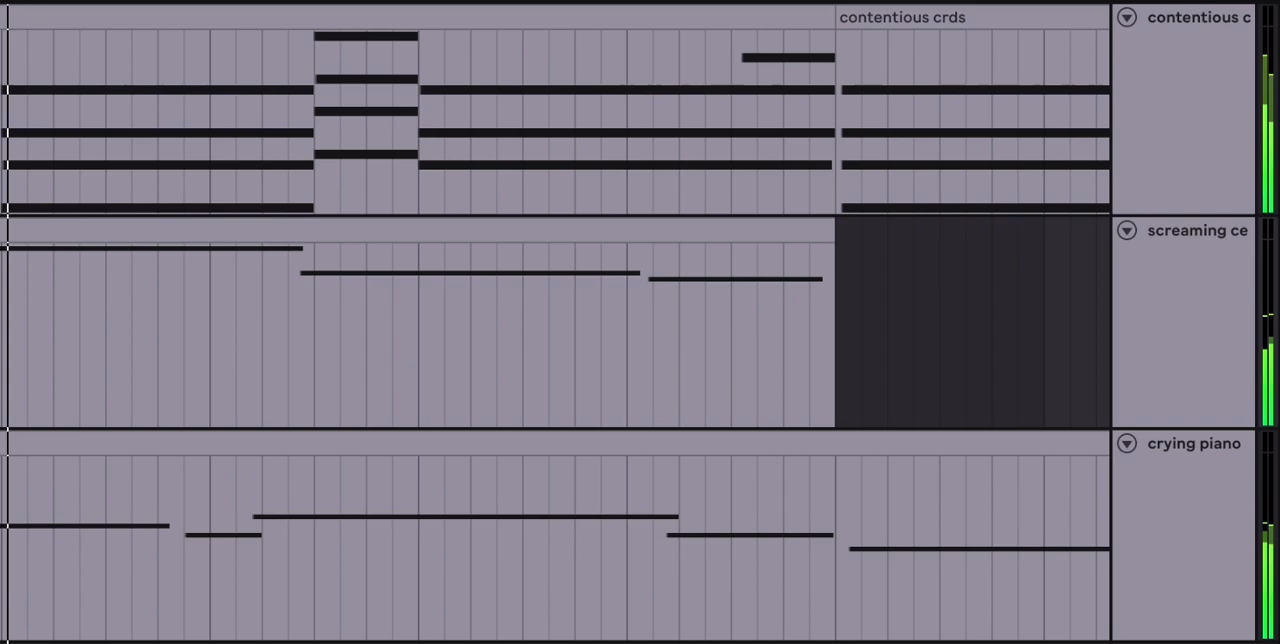 contentious crds
contentious c
screaming ce
crying piano